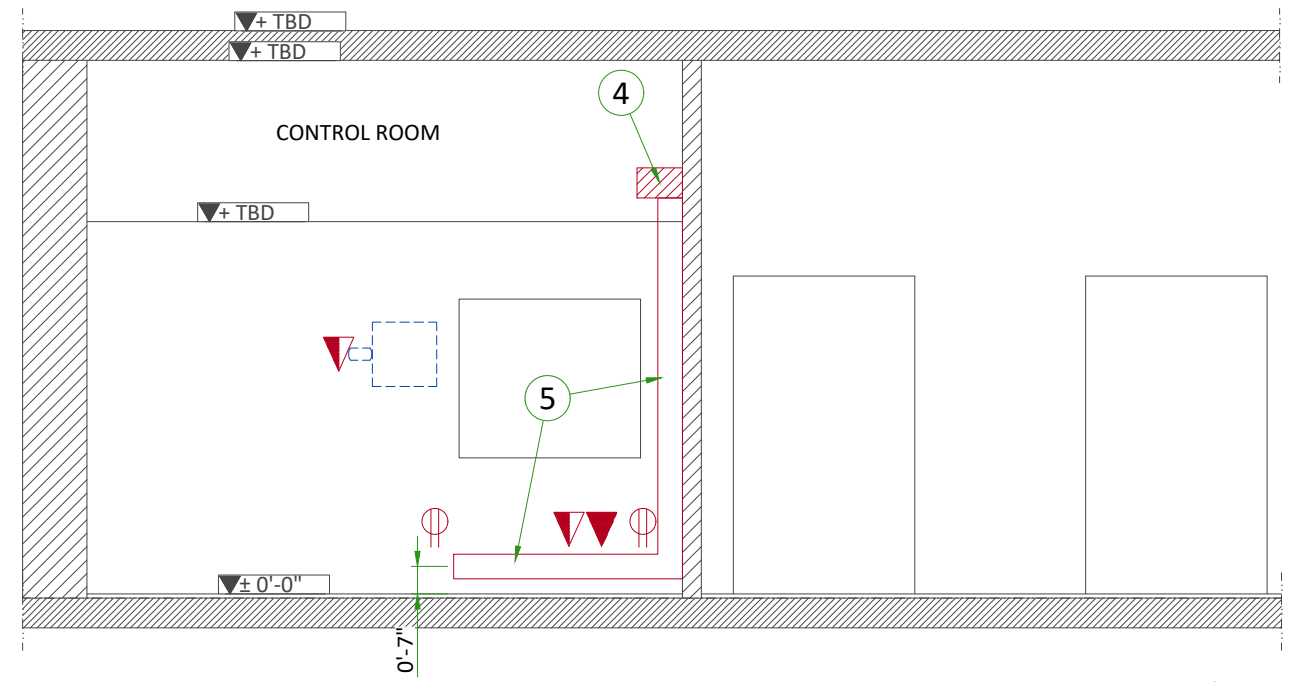 + TBD
+ TBD
4
CONTROL ROOM
+ TBD
5
± 0'-0"
0'-7"